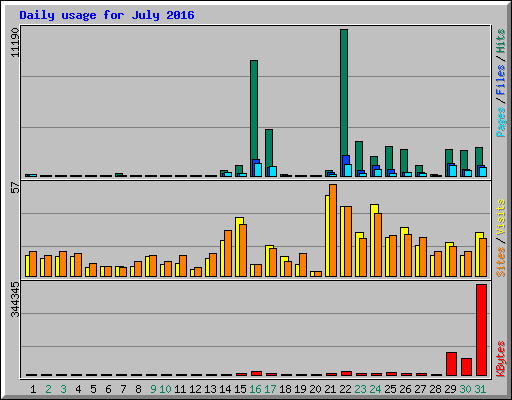 Daily usage for July 2016
11190
Pages / Files / Hits
57
Sites / Visits
344345
KBytes
1 2 3 4 5 6 7 8 9 10 11 12 13 14 15 16 17 18 19 20 21 22 23 24 25 26 27 28 29 30 31